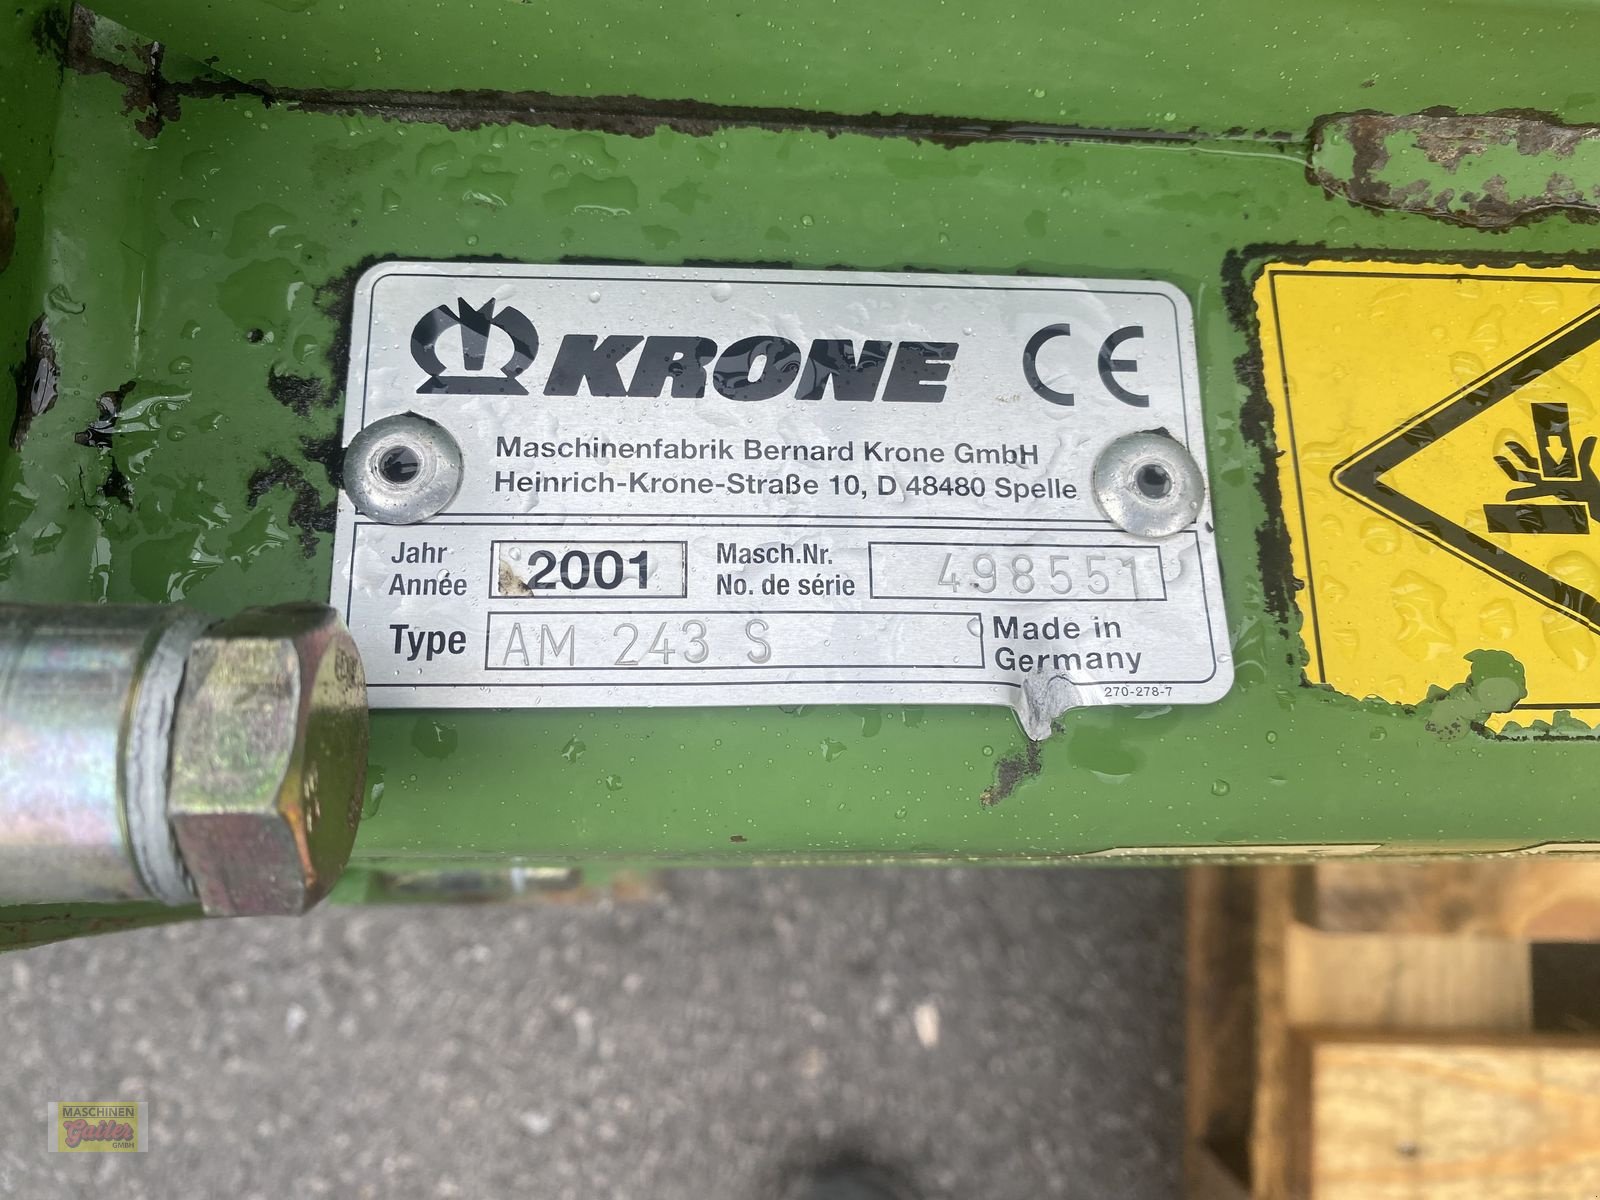 KRONE CE
Maschinenfabrik Bernard Krone GmbH
Heinrich-Krone-Straße 10, D 48480 Spelle
Jahr 2001 Masch.Nr. 498551
Année No. de série
Type AM 243 S Made in
Germany
270-278-7
MASCHINEN
Gailer
GMBH